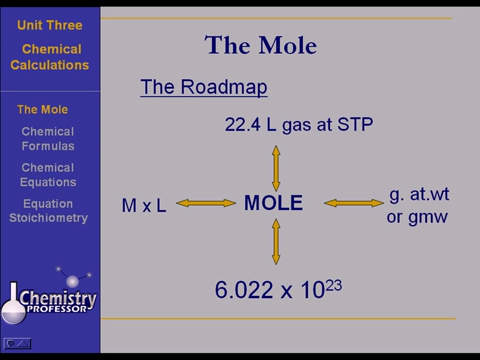 Unit Three
Chemical
Calculations
The Mole
Chemical
Formulas
Chemical
Equations
Equation
Stoichiometry
Chemistry
PROFESSOR
The Mole
The Roadmap
22.4 L gas at STP
M x L
MOLE
g. at.wt
or gmw
6.022 x 10²³